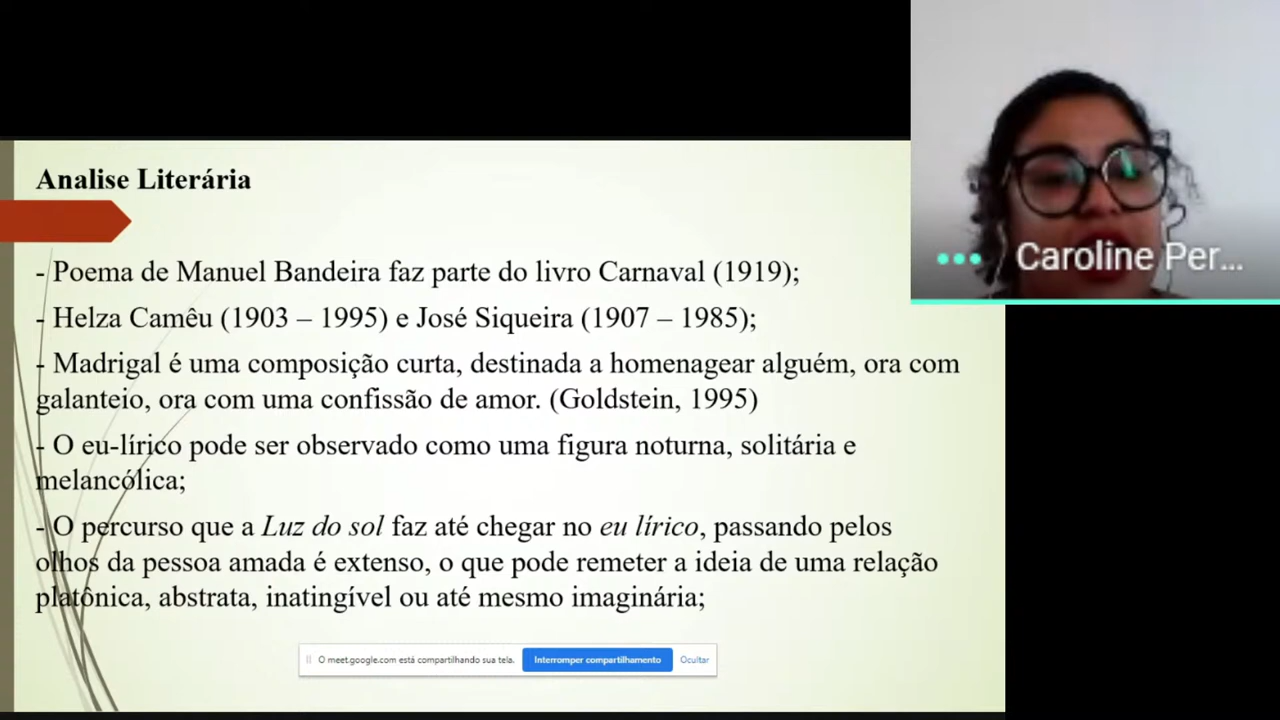 Analise Literária
- Poema de Manuel Bandeira faz parte do livro Carnaval (1919);
- Helza Camêu (1903 – 1995) e José Siqueira (1907 – 1985);
- Madrigal é uma composição curta, destinada a homenagear alguém, ora com
galanteio, ora com uma confissão de amor. (Goldstein, 1995)
- O eu-lírico pode ser observado como uma figura noturna, solitária e
melancólica;
- O percurso que a Luz do sol faz até chegar no eu lírico, passando pelos
olhos da pessoa amada é extenso, o que pode remeter a ideia de uma relação
platônica, abstrata, inatingível ou até mesmo imaginária;
Caroline Per...
O meet.google.com está compartilhando sua tela. Interromper compartilhamento Ocultar